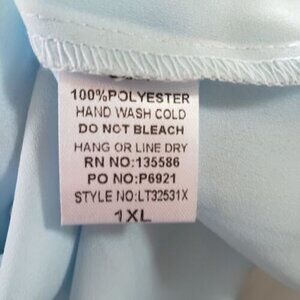 100%POLYESTER
HAND WASH COLD
DO NOT BLEACH
HANG OR LINE DRY
RN NO:135586
PO NO:P6921
STYLE NO:LT32531X
1XL